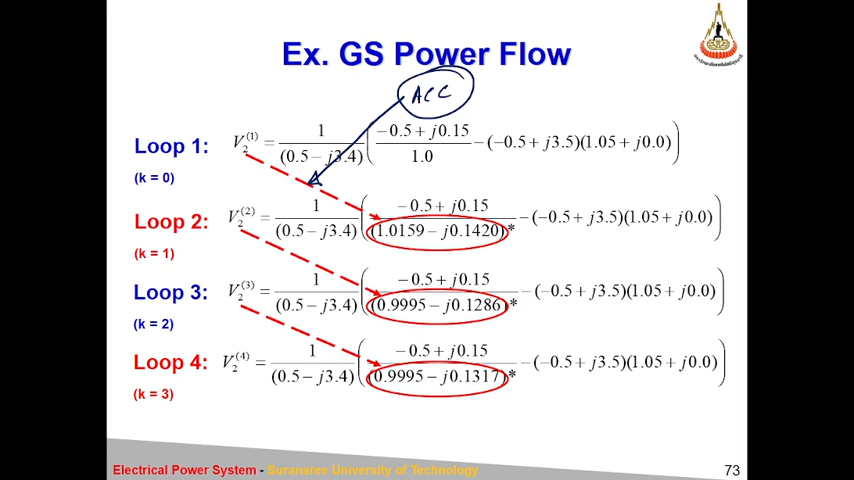 Ex. GS Power Flow
ACC
Loop 1: V₂⁽¹⁾ = 1/(0.5 − j3.4) ( (−0.5 + j0.15)/1.0 − (−0.5 + j3.5)(1.05 + j0.0) )
(k = 0)
Loop 2: V₂⁽²⁾ = 1/(0.5 − j3.4) ( (−0.5 + j0.15)/(1.0159 − j0.1420)* − (−0.5 + j3.5)(1.05 + j0.0) )
(k = 1)
Loop 3: V₂⁽³⁾ = 1/(0.5 − j3.4) ( (−0.5 + j0.15)/(0.9995 − j0.1286)* − (−0.5 + j3.5)(1.05 + j0.0) )
(k = 2)
Loop 4: V₂⁽⁴⁾ = 1/(0.5 − j3.4) ( (−0.5 + j0.15)/(0.9995 − j0.1317)* − (−0.5 + j3.5)(1.05 + j0.0) )
(k = 3)
Electrical Power System - Suranaree University of Technology
73